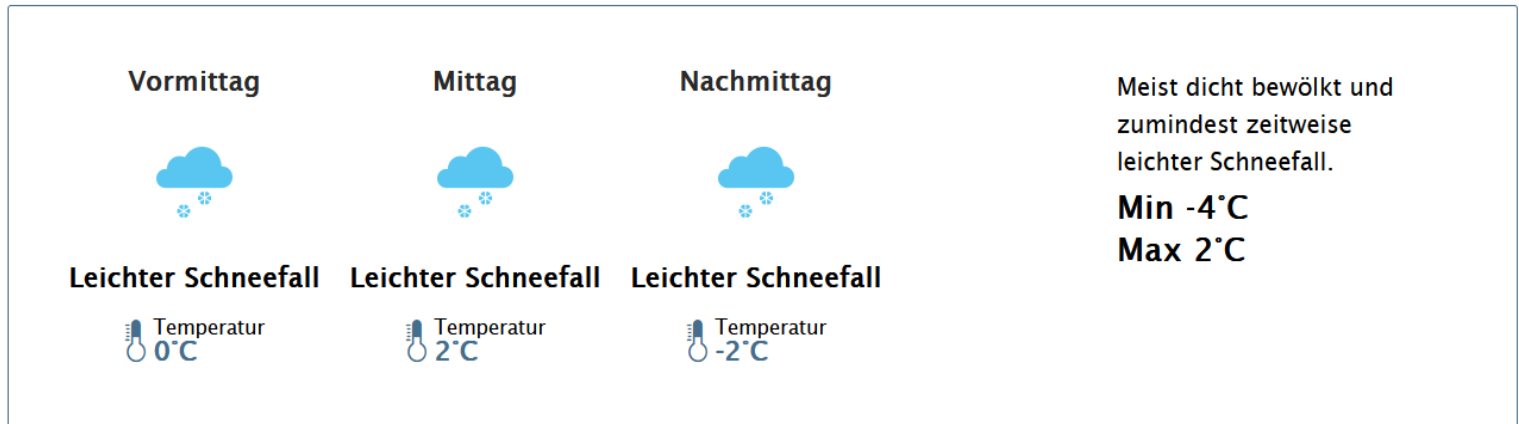 Vormittag
Mittag
Nachmittag
Leichter Schneefall
Leichter Schneefall
Leichter Schneefall
Temperatur
0°C
Temperatur
2°C
Temperatur
-2°C
Meist dicht bewölkt und
zumindest zeitweise
leichter Schneefall.
Min -4°C
Max 2°C